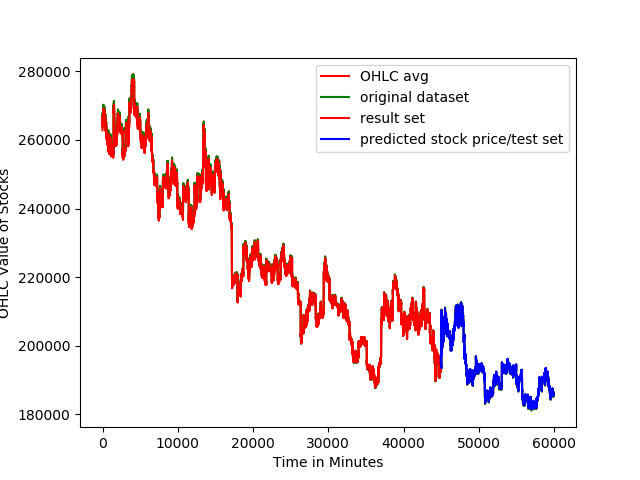 280000
260000
240000
220000
200000
180000
OHLC Value of Stocks
OHLC avg
original dataset
result set
predicted stock price/test set
0
10000
20000
30000
40000
50000
60000
Time in Minutes